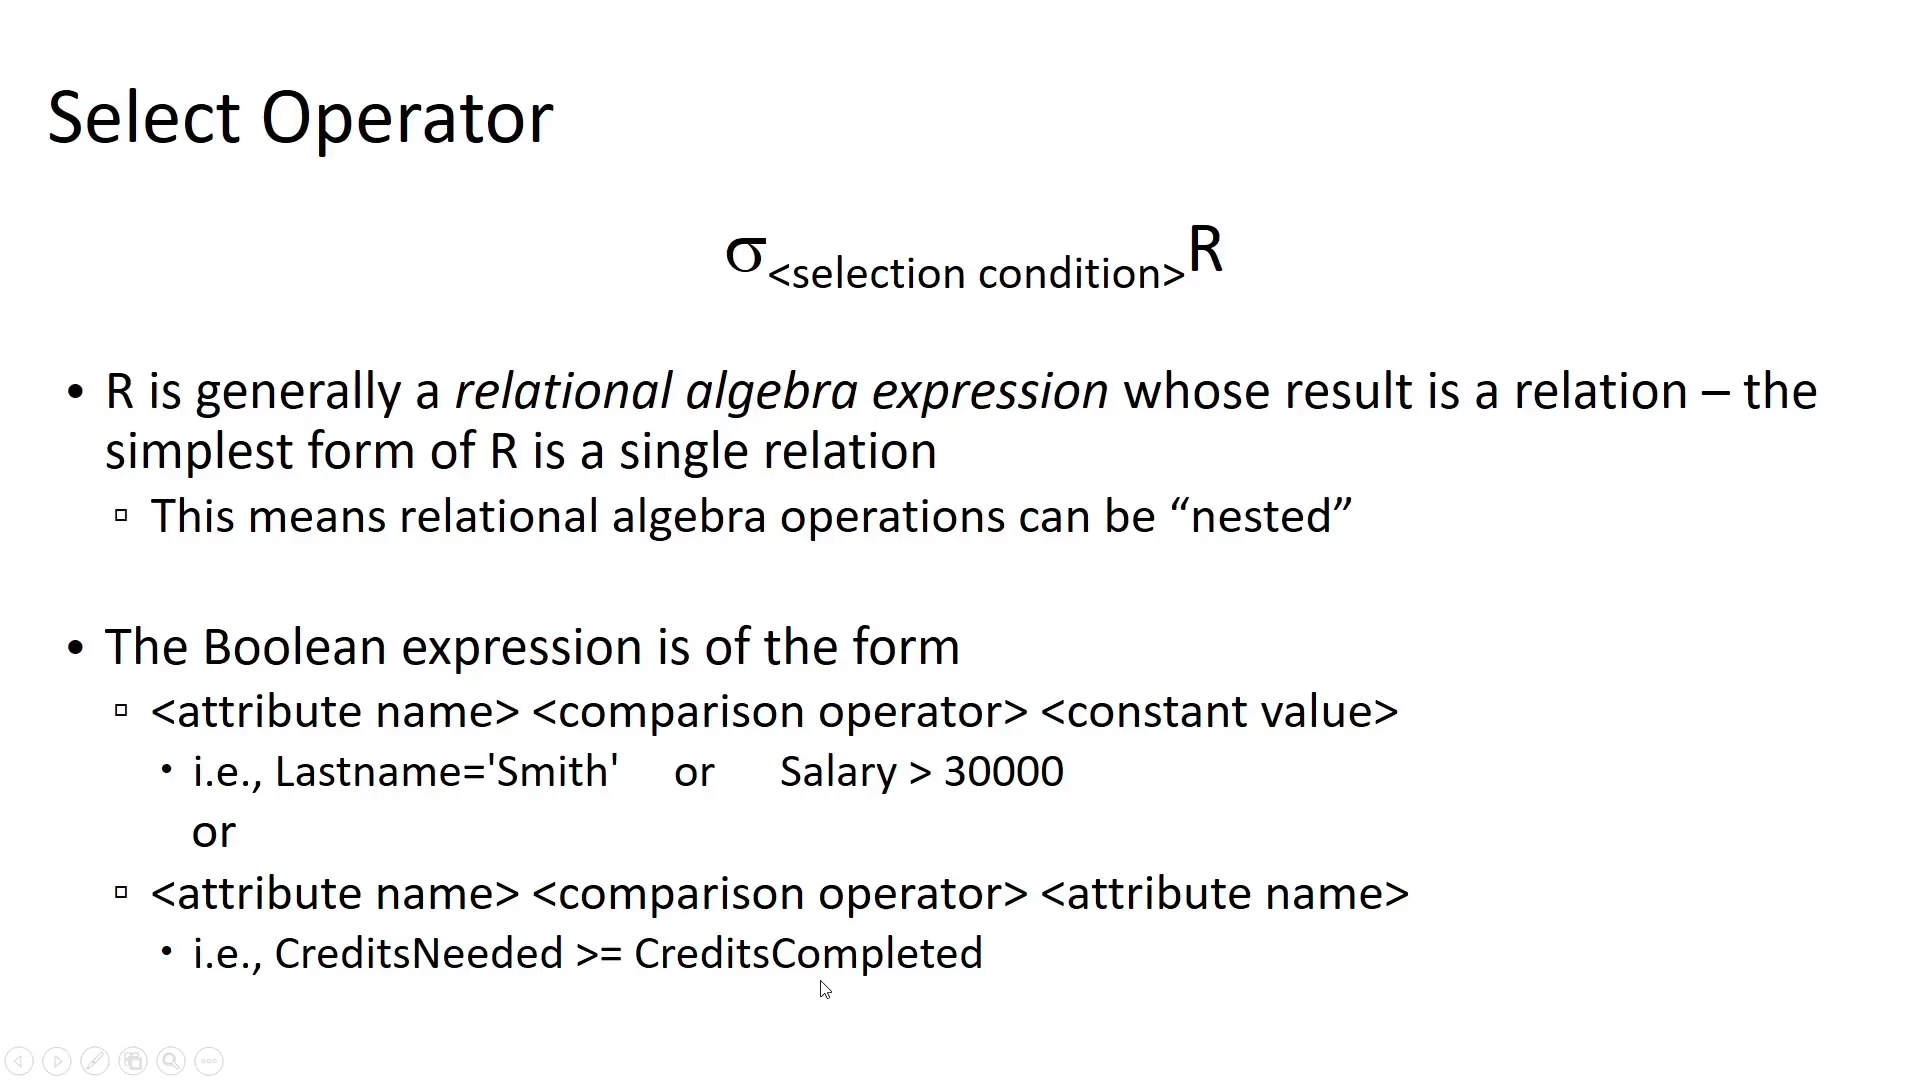 Select Operator
σ<selection condition>R
• R is generally a relational algebra expression whose result is a relation – the
simplest form of R is a single relation
▫ This means relational algebra operations can be “nested”
• The Boolean expression is of the form
▫ <attribute name> <comparison operator> <constant value>
• i.e., Lastname='Smith' or Salary > 30000
or
▫ <attribute name> <comparison operator> <attribute name>
• i.e., CreditsNeeded >= CreditsCompleted